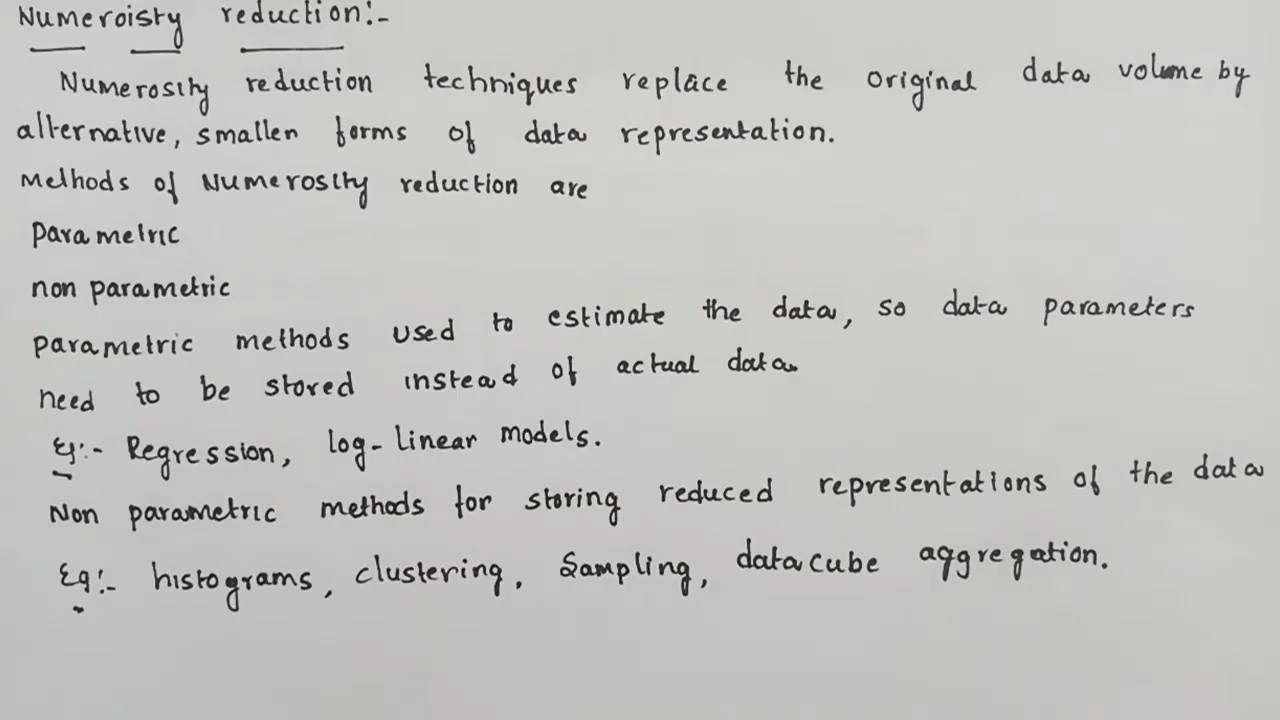 Numeroisty reduction:-
Numerosity reduction techniques replace the original data volume by
alternative, smaller forms of data representation.
Methods of Numerosity reduction are
Parametric
non parametric
parametric methods used to estimate the data, so data parameters
need to be stored instead of actual data.
Eg:- Regression, log-linear models.
Non parametric methods for storing reduced representations of the data
Eg:- histograms, clustering, Sampling, datacube aggregation.